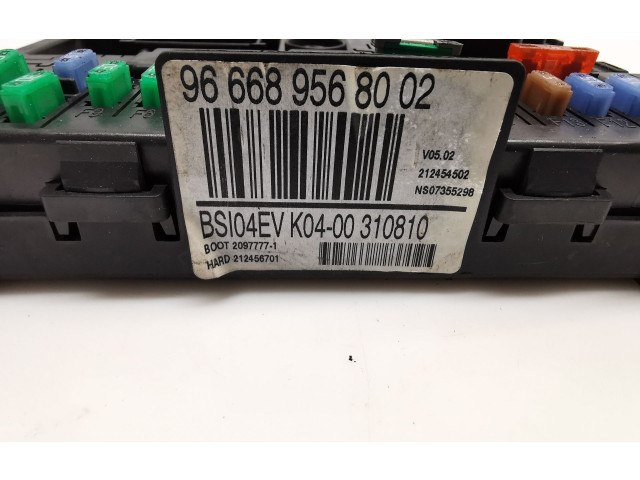 96 668 956 80 02
V05.02
212454502
NS07355298
BSI04EV K04-00 310810
BOOT 2097777-1
HARD 212456701